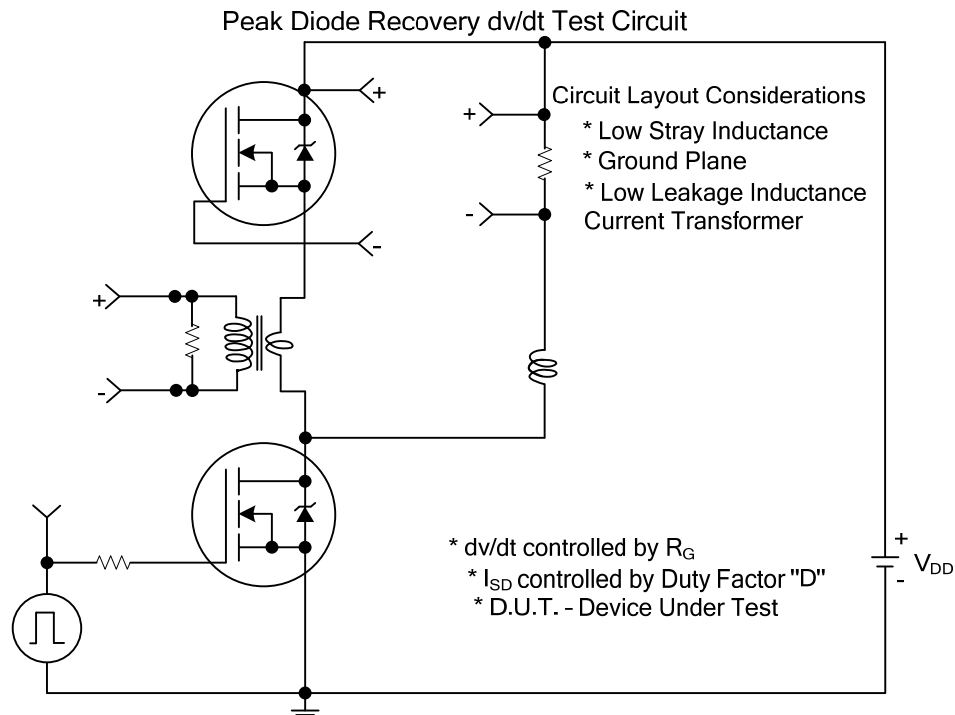 Peak Diode Recovery dv/dt Test Circuit
+
Circuit Layout Considerations
+
* Low Stray Inductance
* Ground Plane
* Low Leakage Inductance
-
Current Transformer
-
+
-
* dv/dt controlled by RG
+
* ISD controlled by Duty Factor "D"
VDD
-
* D.U.T. - Device Under Test